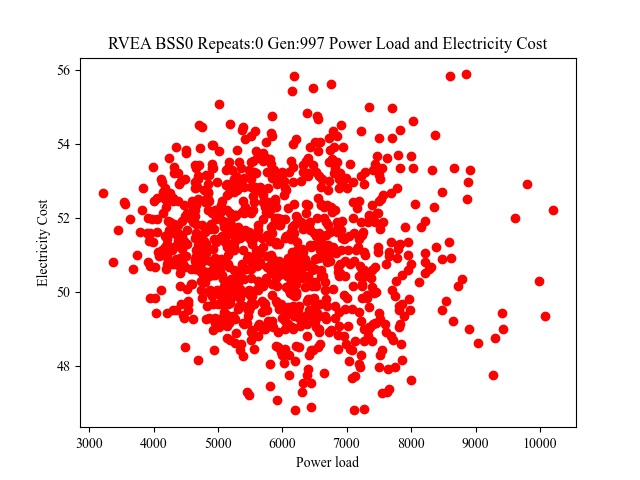 RVEA BSS0 Repeats:0 Gen:997 Power Load and Electricity Cost
56
54
52
50
48
Electricity Cost
3000 4000 5000 6000 7000 8000 9000 10000
Power load